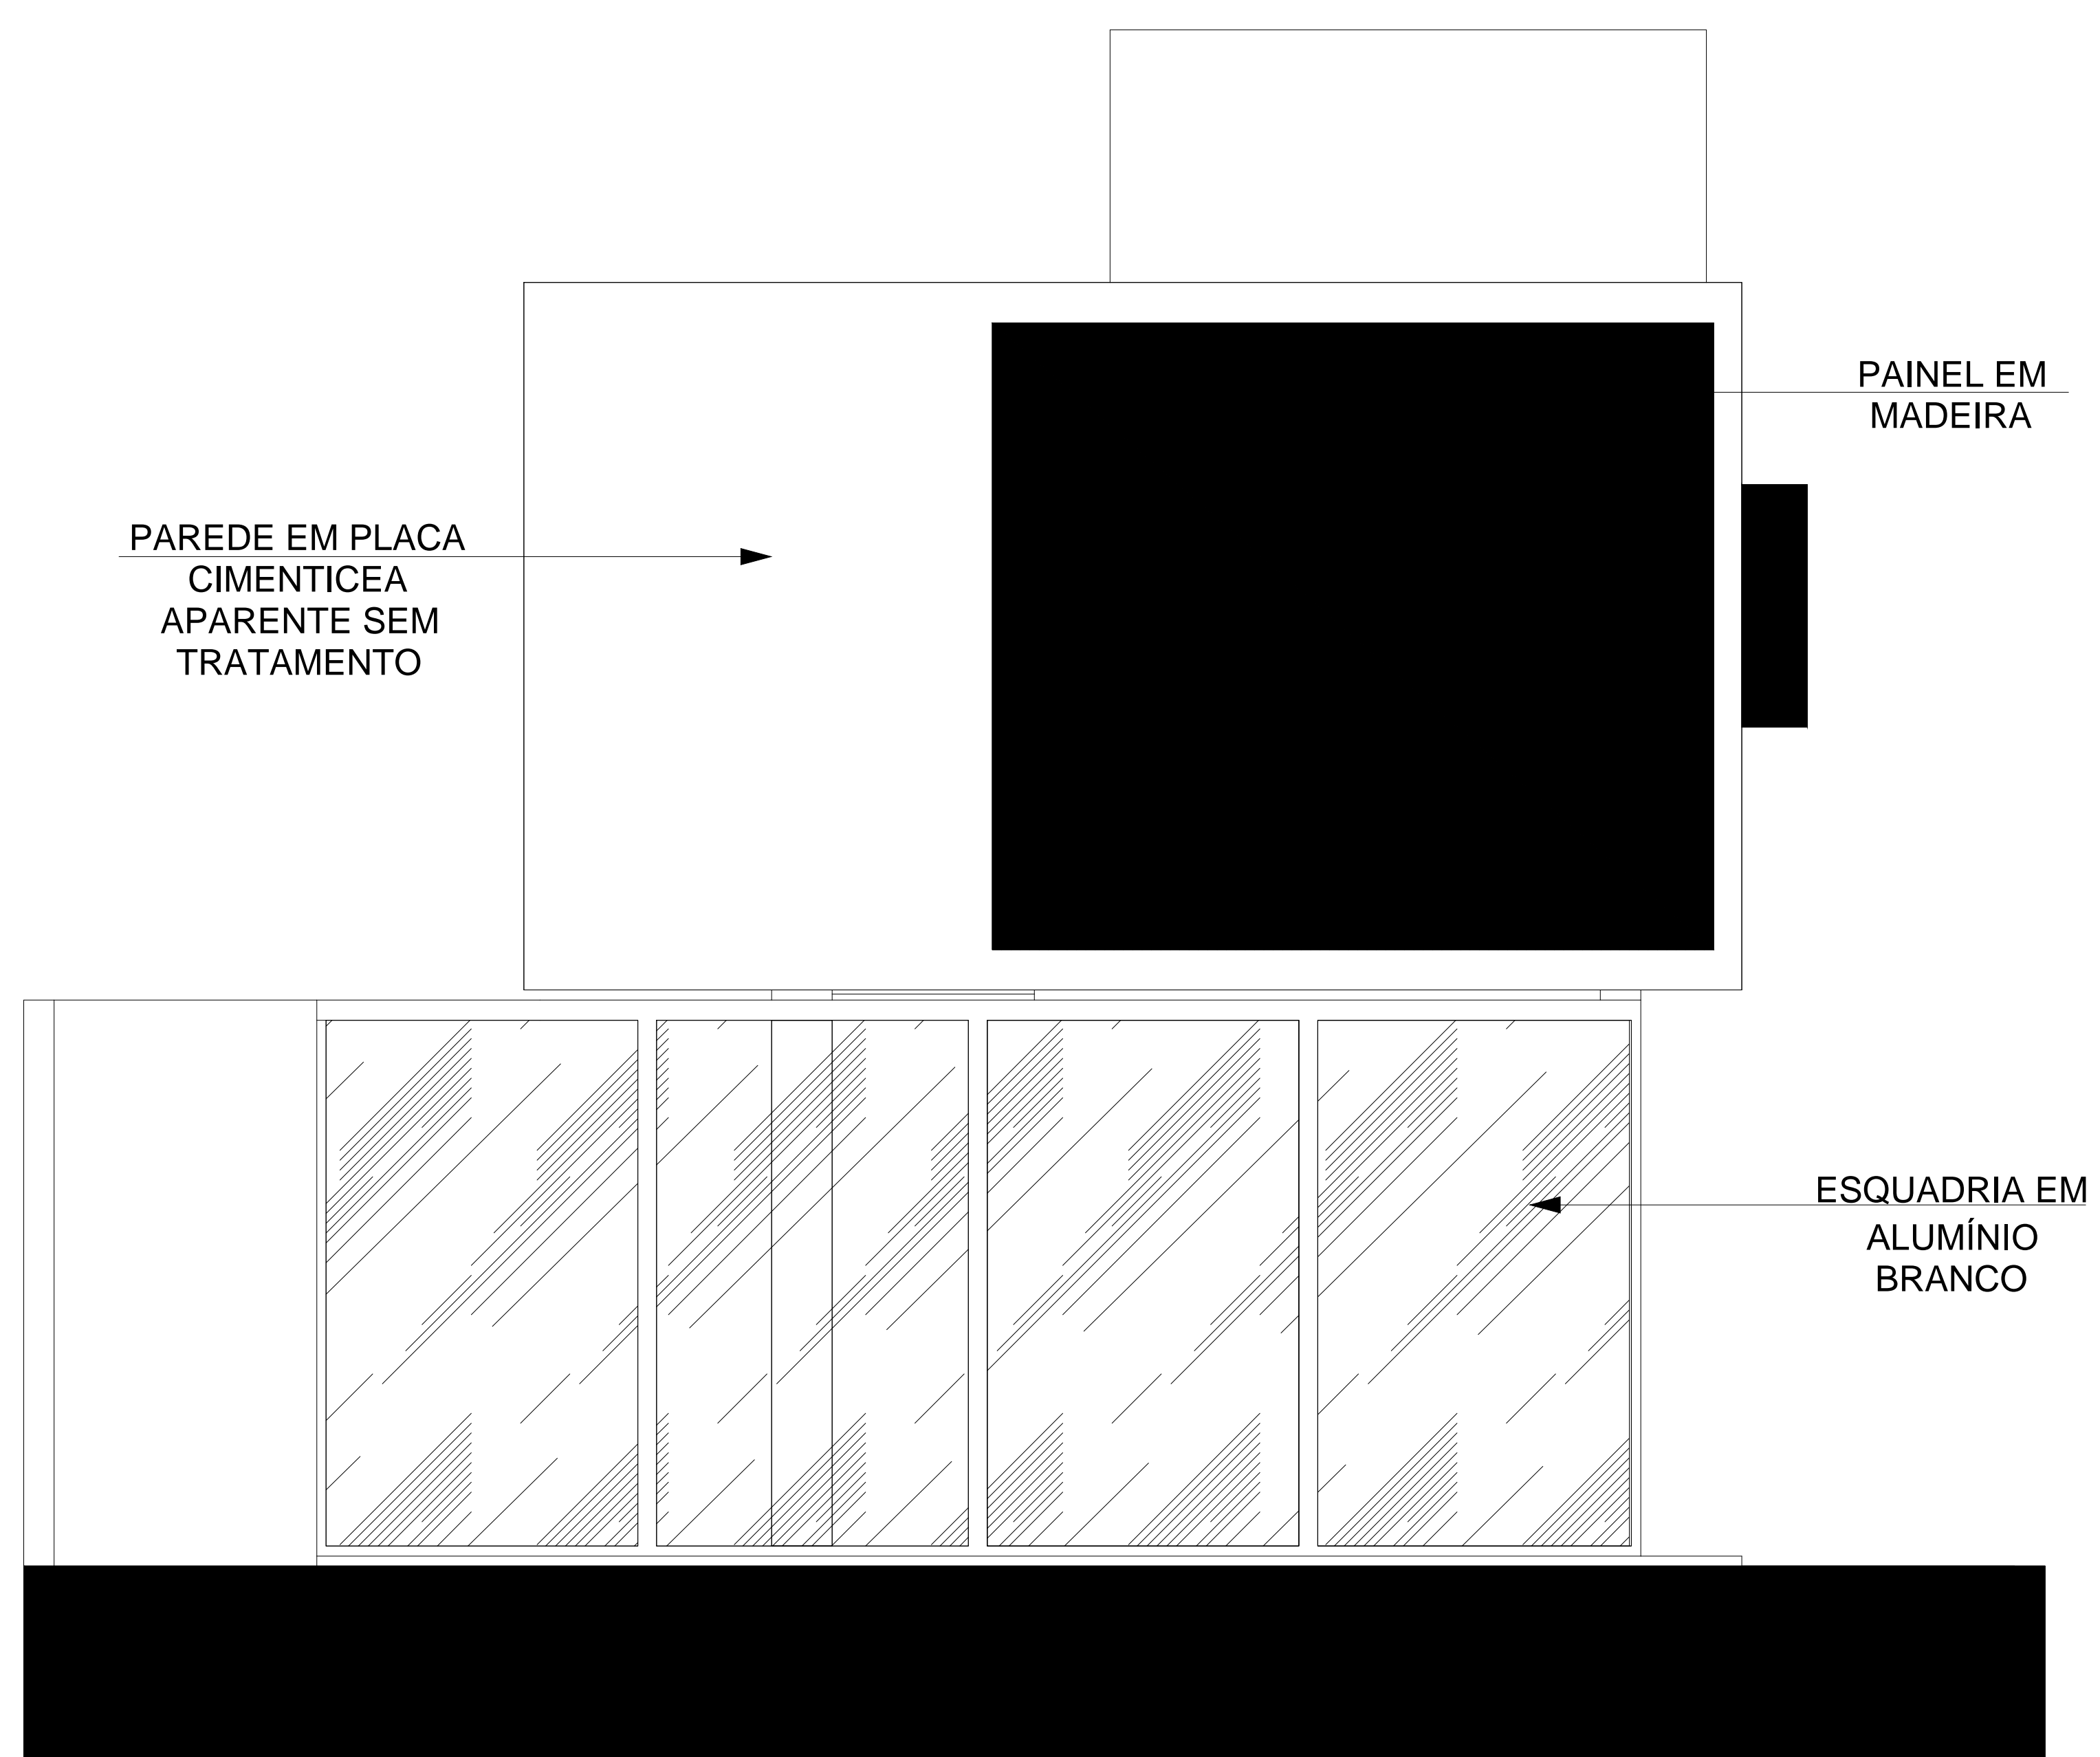 PAINEL EM
MADEIRA
PAREDE EM PLACA
CIMENTICEA
APARENTE SEM
TRATAMENTO
ESQUADRIA EM
ALUMÍNIO
BRANCO